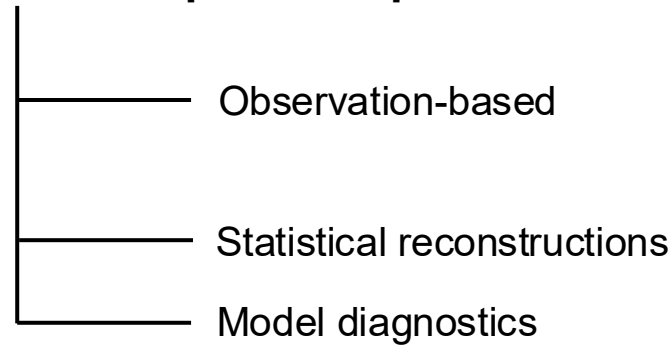 Observation-based
Statistical reconstructions
Model diagnostics